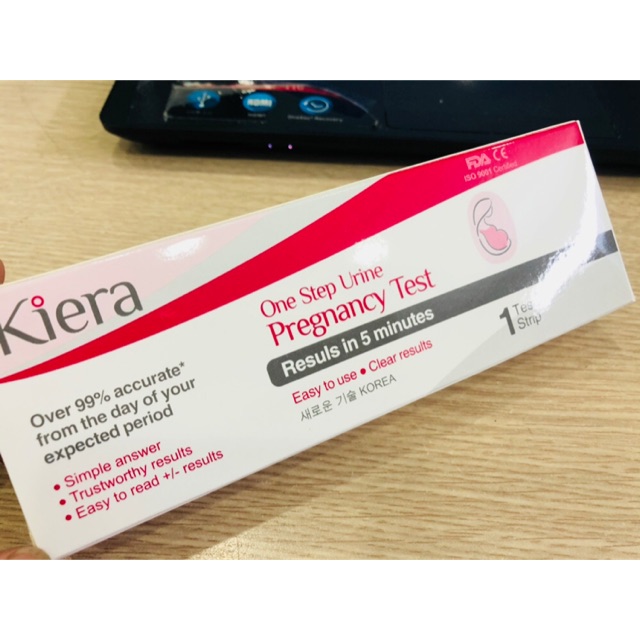 HDMI
OneKey Recovery
FDA CE
ISO 9001 Certified
Kiera
One Step Urine
Pregnancy Test
Resuls in 5 minutes
1 Test
Strip
Easy to use • Clear results
새로운 기술 KOREA
Over 99% accurate*
from the day of your
expected period
• Simple answer
• Trustworthy results
• Easy to read +/- results